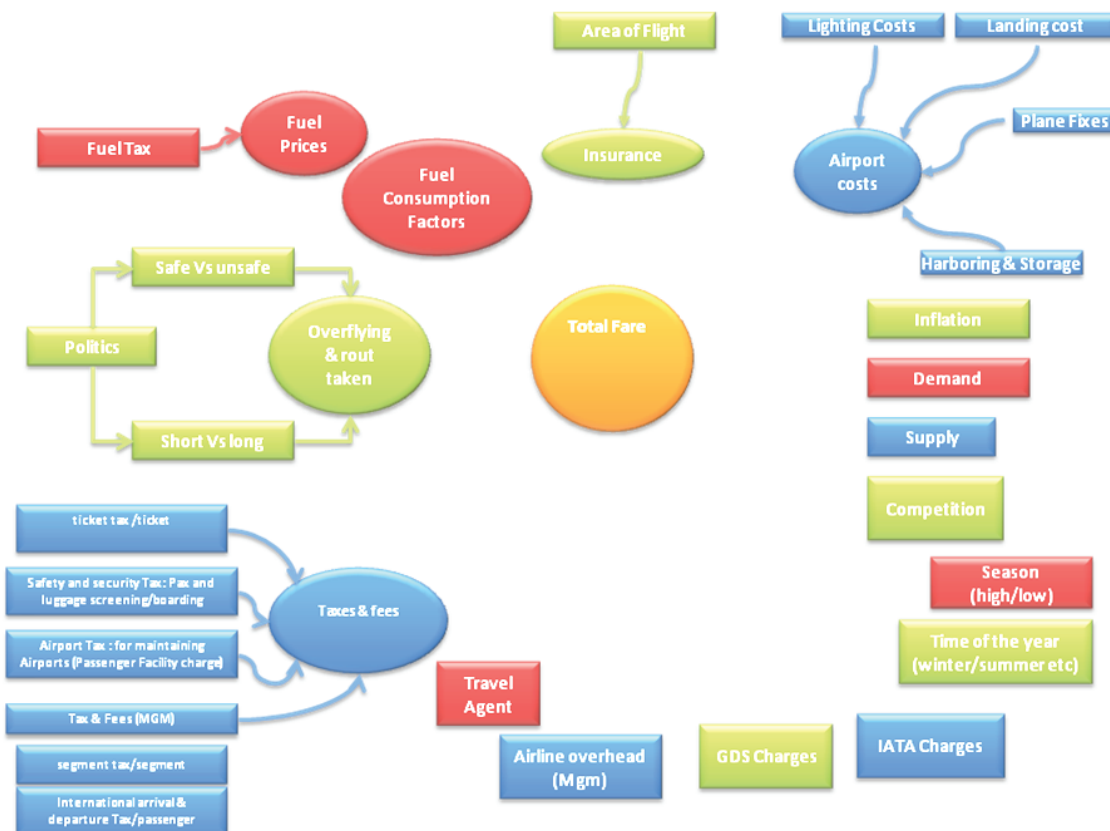 Area of Flight
Lighting Costs
Landing cost
Fuel Tax
Fuel
Prices
Fuel
Consumption
Factors
Insurance
Plane Fixes
Airport
costs
Harboring & Storage
Safe Vs unsafe
Politics
Overflying
& rout
taken
Short Vs long
Total Fare
Inflation
Demand
Supply
Competition
Season
(high/low)
Time of the year
(winter/summer etc)
ticket tax /ticket
Safety and security Tax: Pax and
luggage screening/boarding
Airport Tax : for maintaining
Airports (Passenger Facility charge)
Tax & Fees (MGM)
segment tax/segment
International arrival &
departure Tax/passenger
Taxes & fees
Travel
Agent
Airline overhead
(Mgm)
GDS Charges
IATA Charges